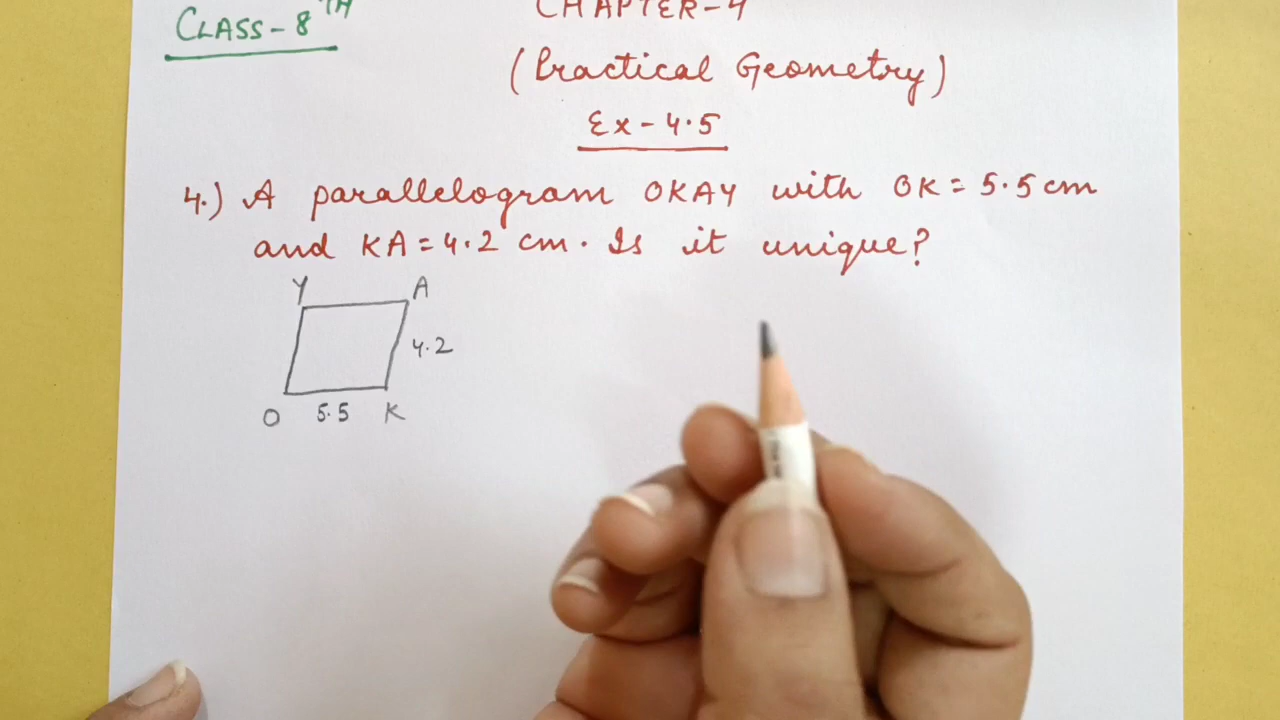 CLASS-8TH
CHAPTER-4
(Practical Geometry)
Ex-4.5
4.) A parallelogram OKAY with OK = 5.5 cm
and KA = 4.2 cm. Is it unique?
Y A
4.2
O 5.5 K